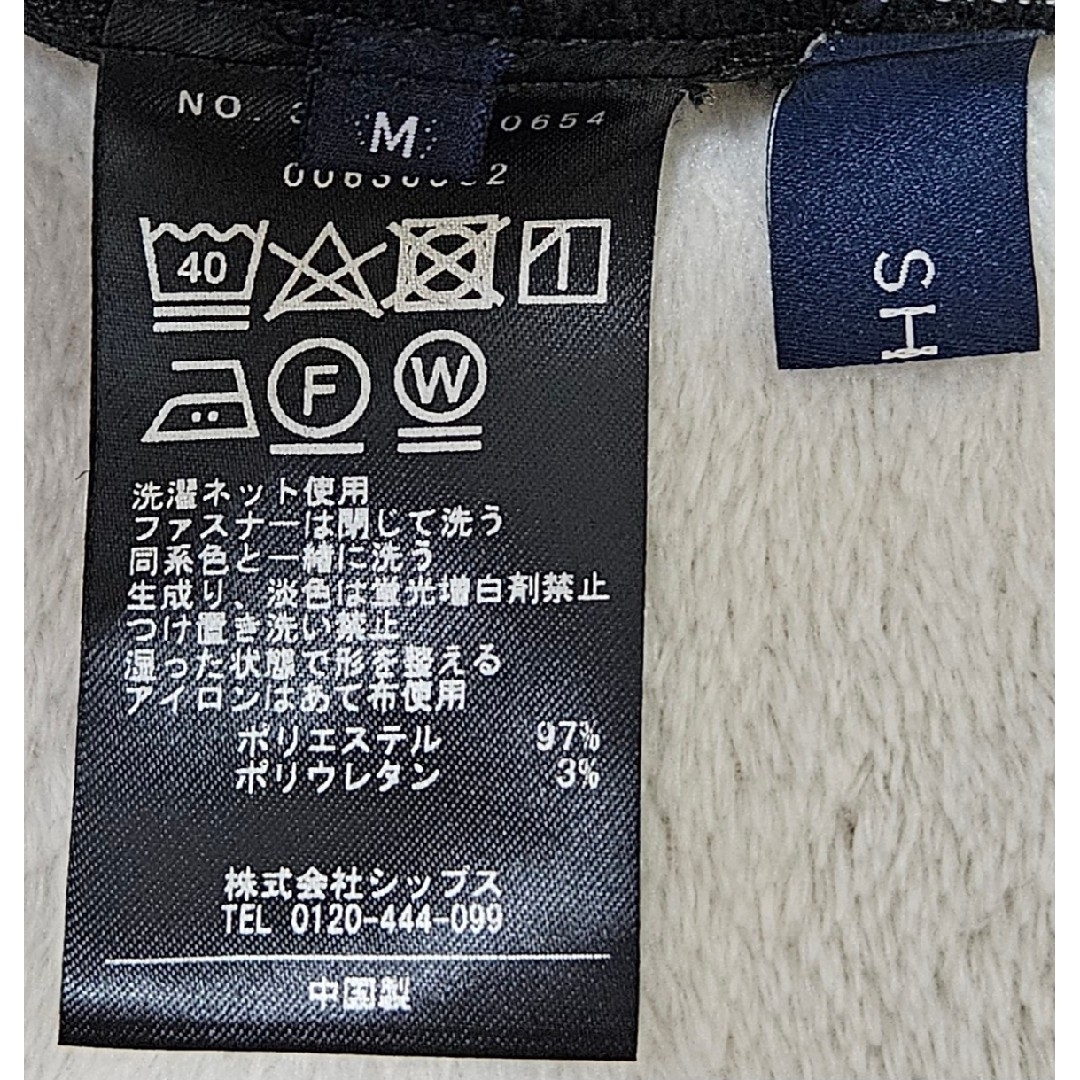 NO. 0654
M
40
F
W
洗濯ネット使用
ファスナーは閉じて洗う
同系色と一緒に洗う
生成り、淡色は蛍光増白剤禁止
つけ置き洗い禁止
湿った状態で形を整える
アイロンはあて布使用
ポリエステル 97%
ポリウレタン 3%
株式会社シップス
TEL 0120-444-099
中国製
SH